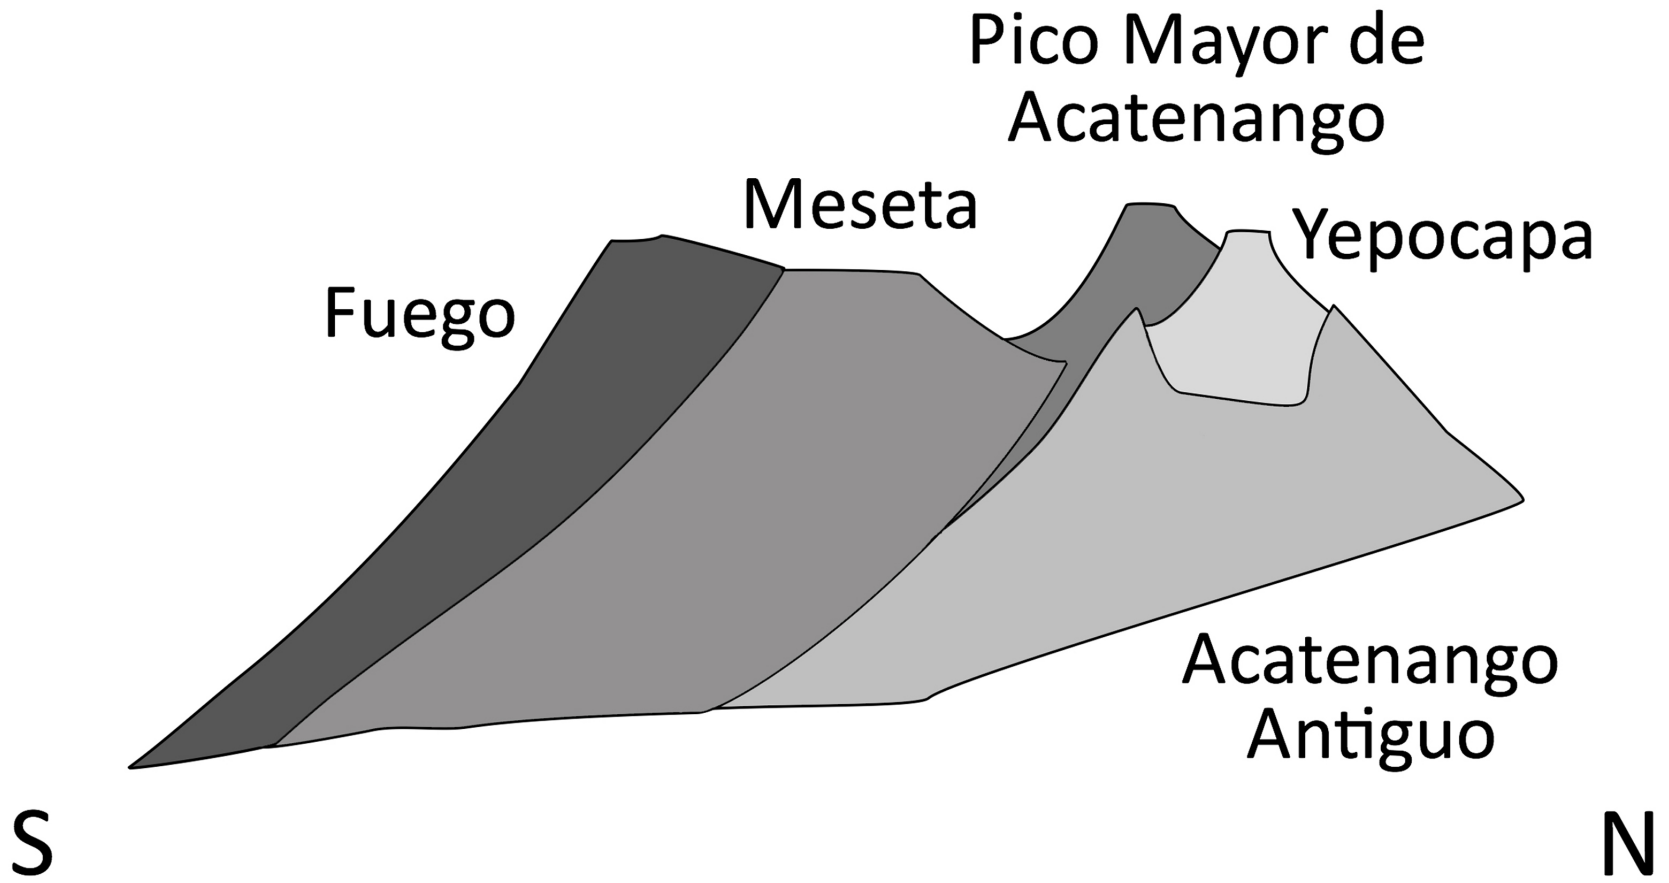 Pico Mayor de
Acatenango
Meseta
Yepocapa
Fuego
Acatenango
Antiguo
S
N